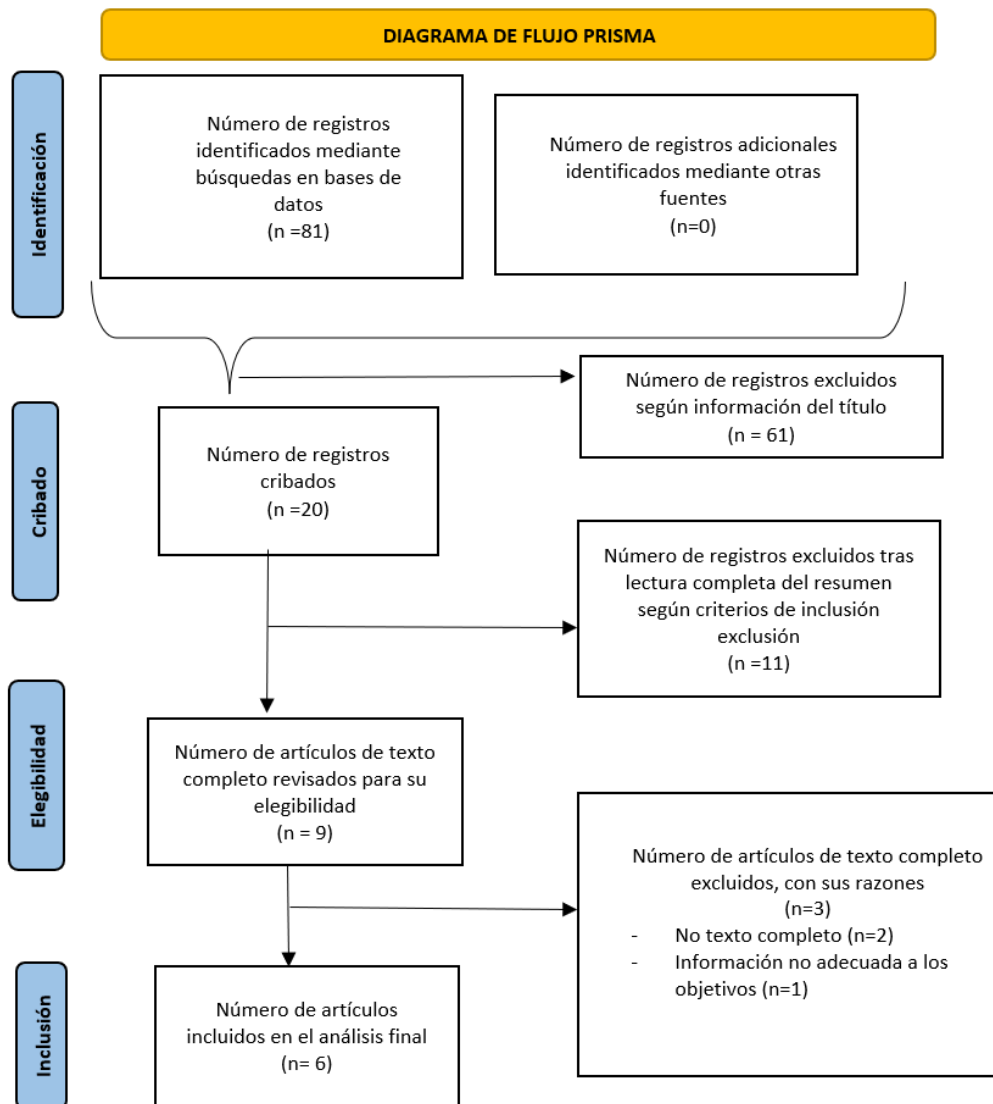 DIAGRAMA DE FLUJO PRISMA
Identificación
Número de registros
identificados mediante
búsquedas en bases de
datos
(n =81)
Número de registros adicionales
identificados mediante otras
fuentes
(n=0)
Número de registros excluidos
según información del título
(n = 61)
Cribado
Número de registros
cribados
(n =20)
Número de registros excluidos tras
lectura completa del resumen
según criterios de inclusión
exclusión
(n =11)
Elegibilidad
Número de artículos de texto
completo revisados para su
elegibilidad
(n = 9)
Número de artículos de texto completo
excluidos, con sus razones
(n=3)
- No texto completo (n=2)
- Información no adecuada a los
objetivos (n=1)
Inclusión
Número de artículos
incluidos en el análisis final
(n= 6)